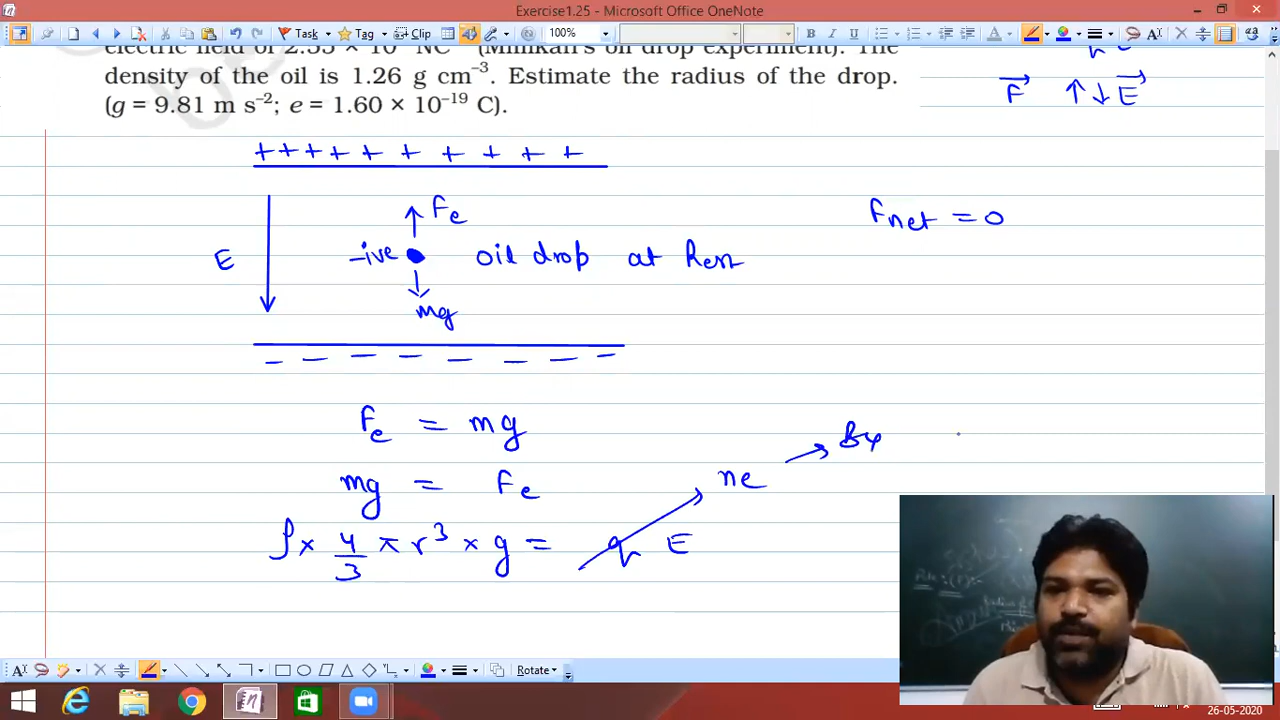 Exercise1.25 - Microsoft Office OneNote
Task Tag Clip 100% B I U
density of the oil is 1.26 g cm⁻³. Estimate the radius of the drop.
(g = 9.81 m s⁻²; e = 1.60 × 10⁻¹⁹ C).
F ↑ ↓ E
+ + + + + + + + + +
Fe
Fnet = 0
E -ive oil drop at Rest
mg
− − − − − − − −
Fe = mg
mg = Fe ne
ρ × 4/3 π r³ × g = q E
Rotate
26-05-2020